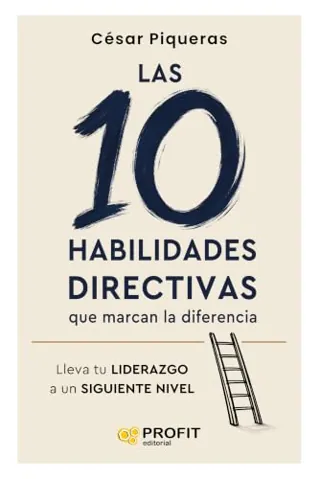 César Piqueras
LAS
10
HABILIDADES
DIRECTIVAS
que marcan la diferencia
Lleva tu LIDERAZGO
a un SIGUIENTE NIVEL
PROFIT
editorial